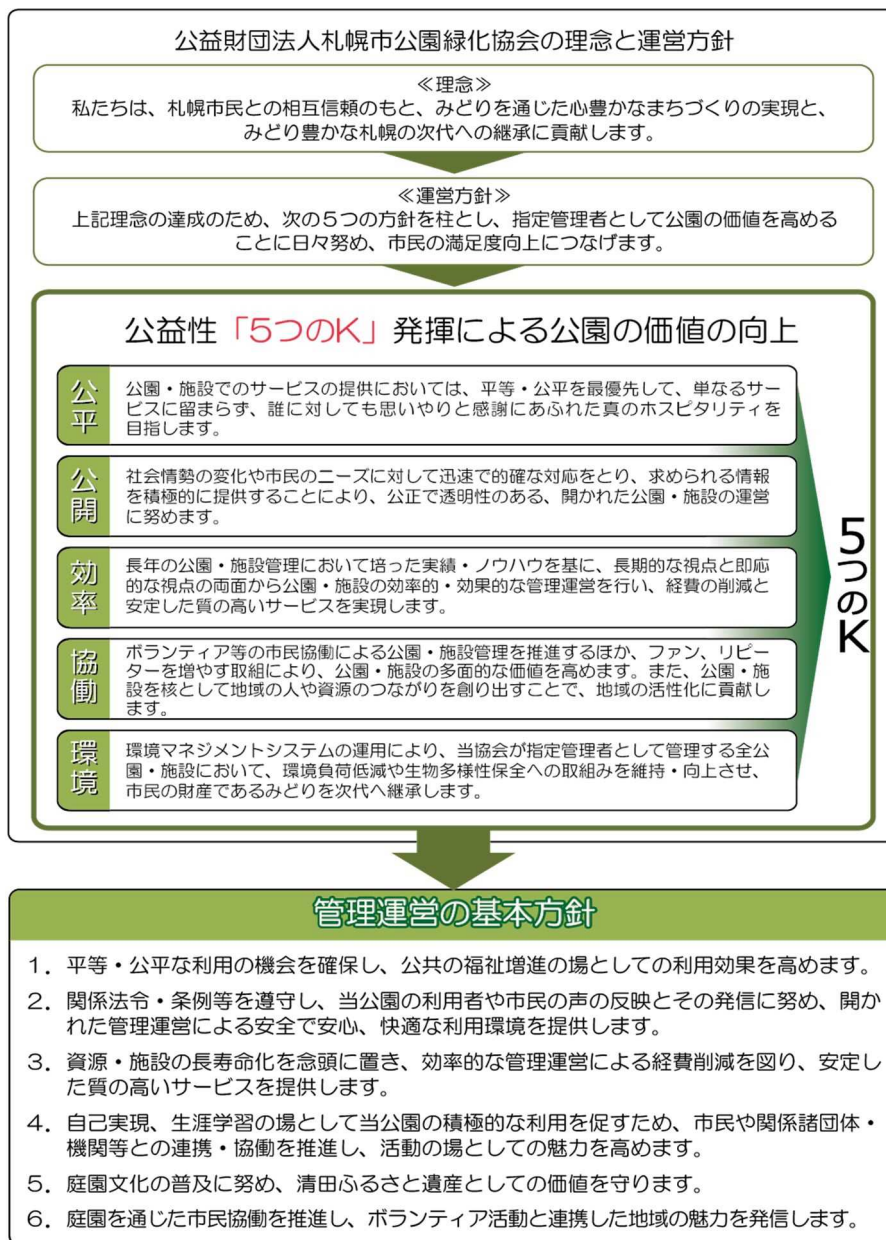 公益財団法人札幌市公園緑化協会の理念と運営方針
≪理念≫
私たちは、札幌市民との相互信頼のもと、みどりを通じた心豊かなまちづくりの実現と、
みどり豊かな札幌の次代への継承に貢献します。
≪運営方針≫
上記理念の達成のため、次の5つの方針を柱とし、指定管理者として公園の価値を高める
ことに日々努め、市民の満足度向上につなげます。
公益性「5つのK」発揮による公園の価値の向上
公平
公園・施設でのサービスの提供においては、平等・公平を最優先して、単なるサー
ビスに留まらず、誰に対しても思いやりと感謝にあふれた真のホスピタリティを
目指します。
公開
社会情勢の変化や市民のニーズに対して迅速で的確な対応をとり、求められる情報
を積極的に提供することにより、公正で透明性のある、開かれた公園・施設の運営
に努めます。
効率
長年の公園・施設管理において培った実績・ノウハウを基に、長期的な視点と即応
的な視点の両面から公園・施設の効率的・効果的な管理運営を行い、経費の削減と
安定した質の高いサービスを実現します。
協働
ボランティア等の市民協働による公園・施設管理を推進するほか、ファン、リピー
ターを増やす取組により、公園・施設の多面的な価値を高めます。また、公園・施
設を核として地域の人や資源のつながりを創り出すことで、地域の活性化に貢献し
ます。
環境
環境マネジメントシステムの運用により、当協会が指定管理者として管理する全公
園・施設において、環境負荷低減や生物多様性保全への取組みを維持・向上させ、
市民の財産であるみどりを次代へ継承します。
5つのK
管理運営の基本方針
1．平等・公平な利用の機会を確保し、公共の福祉増進の場としての利用効果を高めます。
2．関係法令・条例等を遵守し、当公園の利用者や市民の声の反映とその発信に努め、開か
れた管理運営による安全で安心、快適な利用環境を提供します。
3．資源・施設の長寿命化を念頭に置き、効率的な管理運営による経費削減を図り、安定し
た質の高いサービスを提供します。
4．自己実現、生涯学習の場として当公園の積極的な利用を促すため、市民や関係諸団体・
機関等との連携・協働を推進し、活動の場としての魅力を高めます。
5．庭園文化の普及に努め、清田ふるさと遺産としての価値を守ります。
6．庭園を通じた市民協働を推進し、ボランティア活動と連携した地域の魅力を発信します。